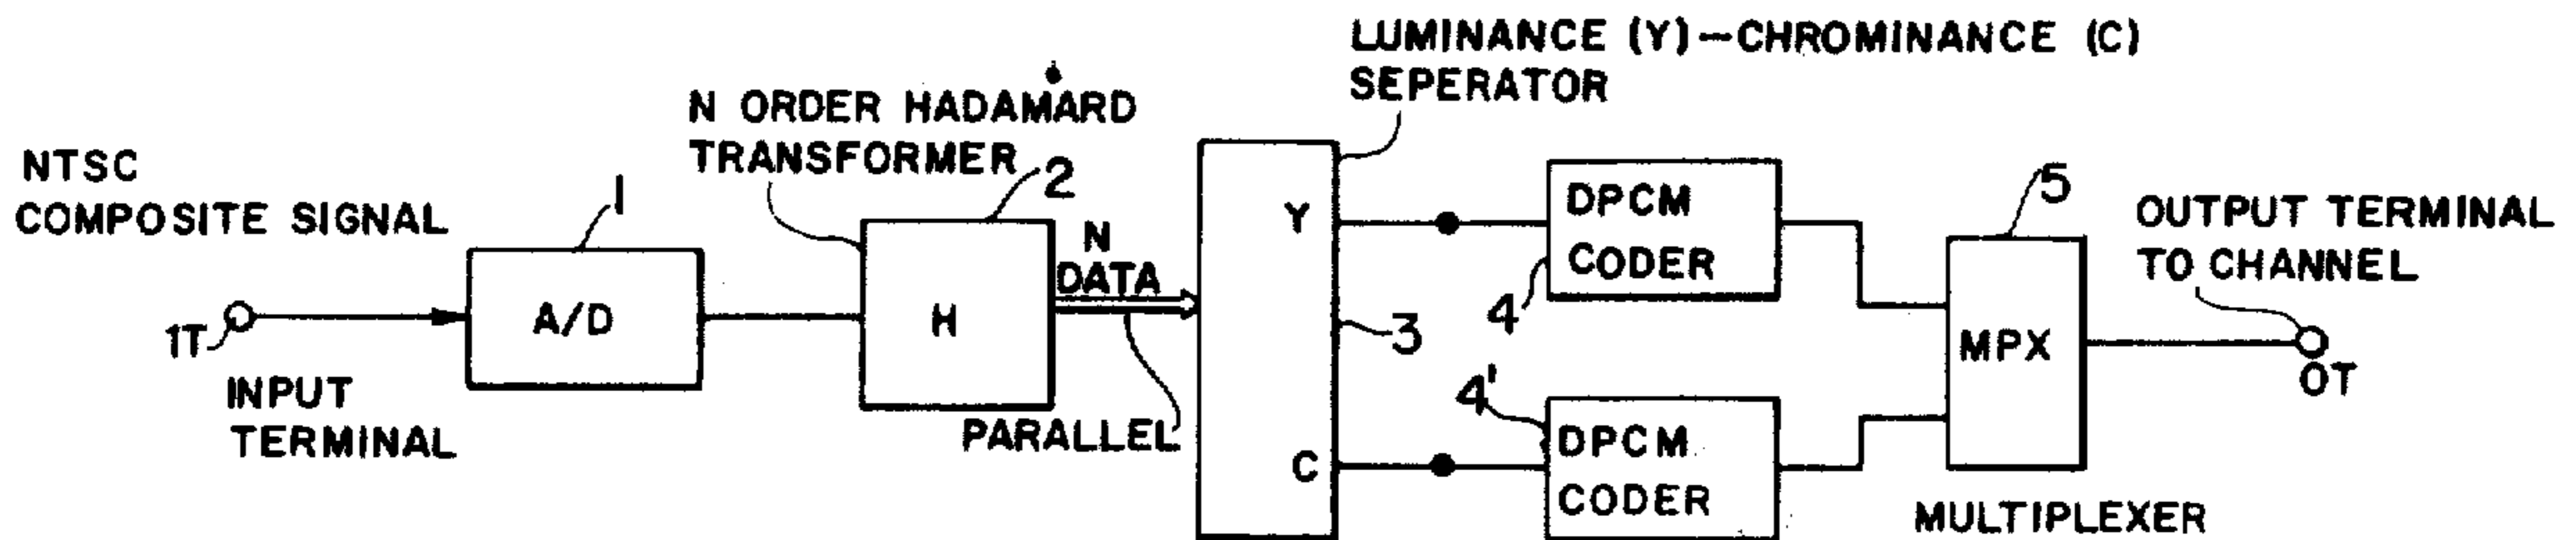 NTSC
COMPOSITE SIGNAL
1T
INPUT
TERMINAL
1
A/D
N ORDER HADAMARD
TRANSFORMER
2
H
N
DATA
PARALLEL
LUMINANCE (Y)—CHROMINANCE (C)
SEPERATOR
Y
3
C
DPCM
CODER
4
4'
DPCM
CODER
5
MPX
MULTIPLEXER
OUTPUT TERMINAL
TO CHANNEL
OT